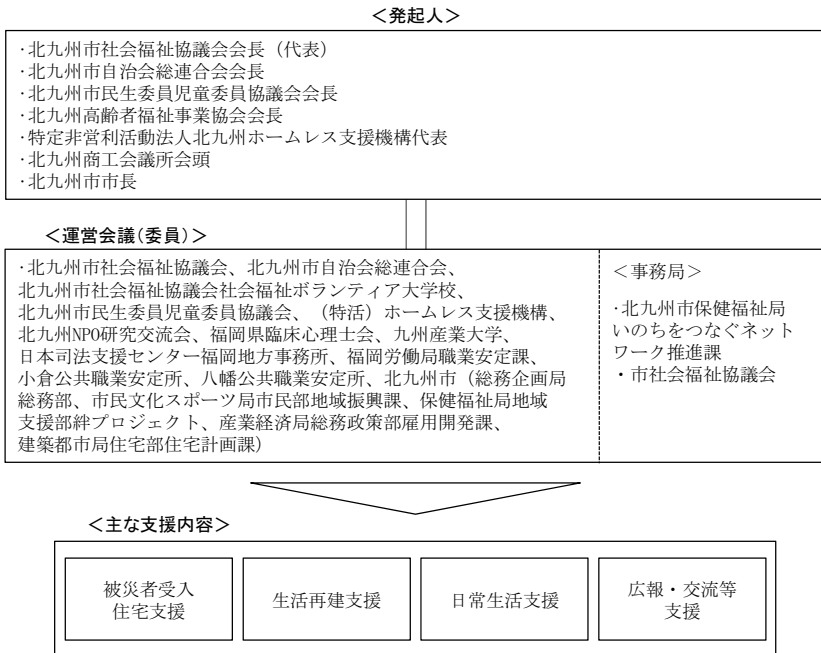 ＜発起人＞
・北九州市社会福祉協議会会長（代表）
・北九州市自治会総連合会会長
・北九州市民生委員児童委員協議会会長
・北九州高齢者福祉事業協会会長
・特定非営利活動法人北九州ホームレス支援機構代表
・北九州商工会議所会頭
・北九州市市長
＜運営会議(委員)＞
・北九州市社会福祉協議会、北九州市自治会総連合会、
北九州市社会福祉協議会社会福祉ボランティア大学校、
北九州市民生委員児童委員協議会、（特活）ホームレス支援機構、
北九州NPO研究交流会、福岡県臨床心理士会、九州産業大学、
日本司法支援センター福岡地方事務所、福岡労働局職業安定課、
小倉公共職業安定所、八幡公共職業安定所、北九州市（総務企画局
総務部、市民文化スポーツ局市民部地域振興課、保健福祉局地域
支援部絆プロジェクト、産業経済局総務政策部雇用開発課、
建築都市局住宅部住宅計画課）
＜事務局＞
・北九州市保健福祉局
いのちをつなぐネット
ワーク推進課
・市社会福祉協議会
＜主な支援内容＞
被災者受入
住宅支援
生活再建支援
日常生活支援
広報・交流等
支援